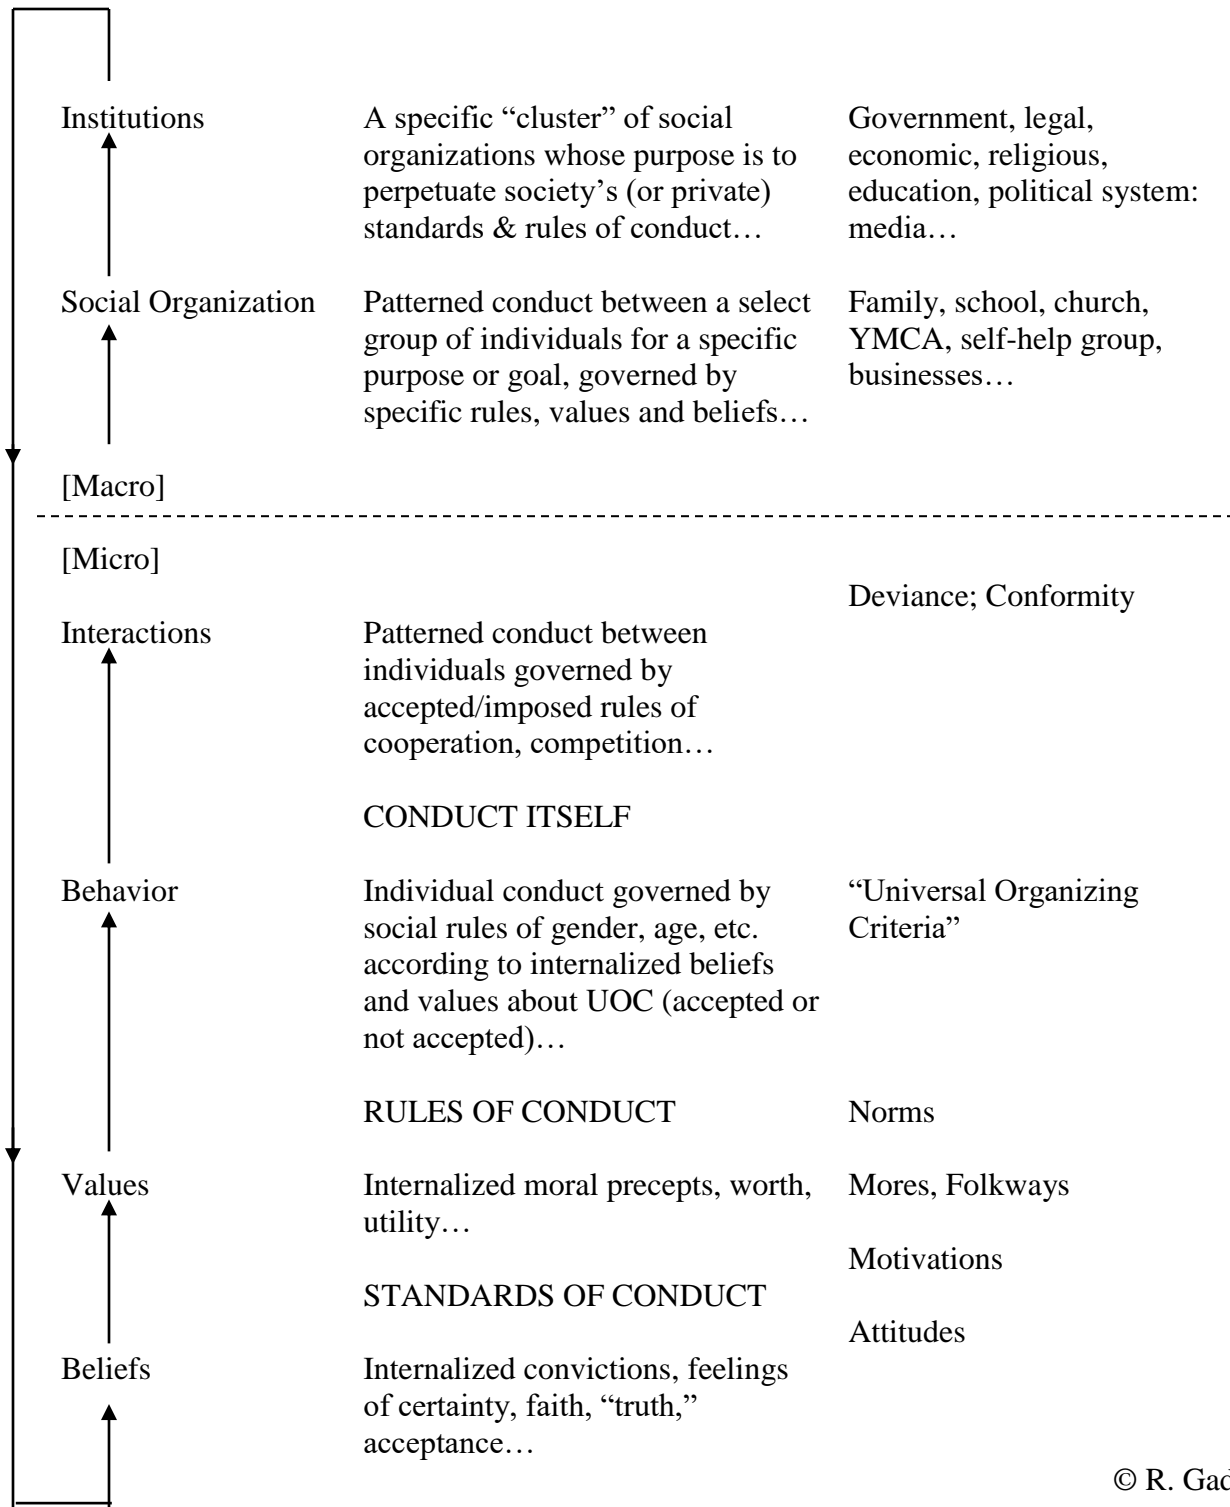 Institutions
A specific “cluster” of social
organizations whose purpose is to
perpetuate society’s (or private)
standards & rules of conduct…
Government, legal,
economic, religious,
education, political system:
media…
Social Organization
Patterned conduct between a select
group of individuals for a specific
purpose or goal, governed by
specific rules, values and beliefs…
Family, school, church,
YMCA, self-help group,
businesses…
[Macro]
[Micro]
Deviance; Conformity
Interactions
Patterned conduct between
individuals governed by
accepted/imposed rules of
cooperation, competition…
CONDUCT ITSELF
Behavior
Individual conduct governed by
social rules of gender, age, etc.
according to internalized beliefs
and values about UOC (accepted or
not accepted)…
“Universal Organizing
Criteria”
RULES OF CONDUCT
Norms
Values
Internalized moral precepts, worth,
utility…
Mores, Folkways
Motivations
STANDARDS OF CONDUCT
Attitudes
Beliefs
Internalized convictions, feelings
of certainty, faith, “truth,”
acceptance…
© R. Gad